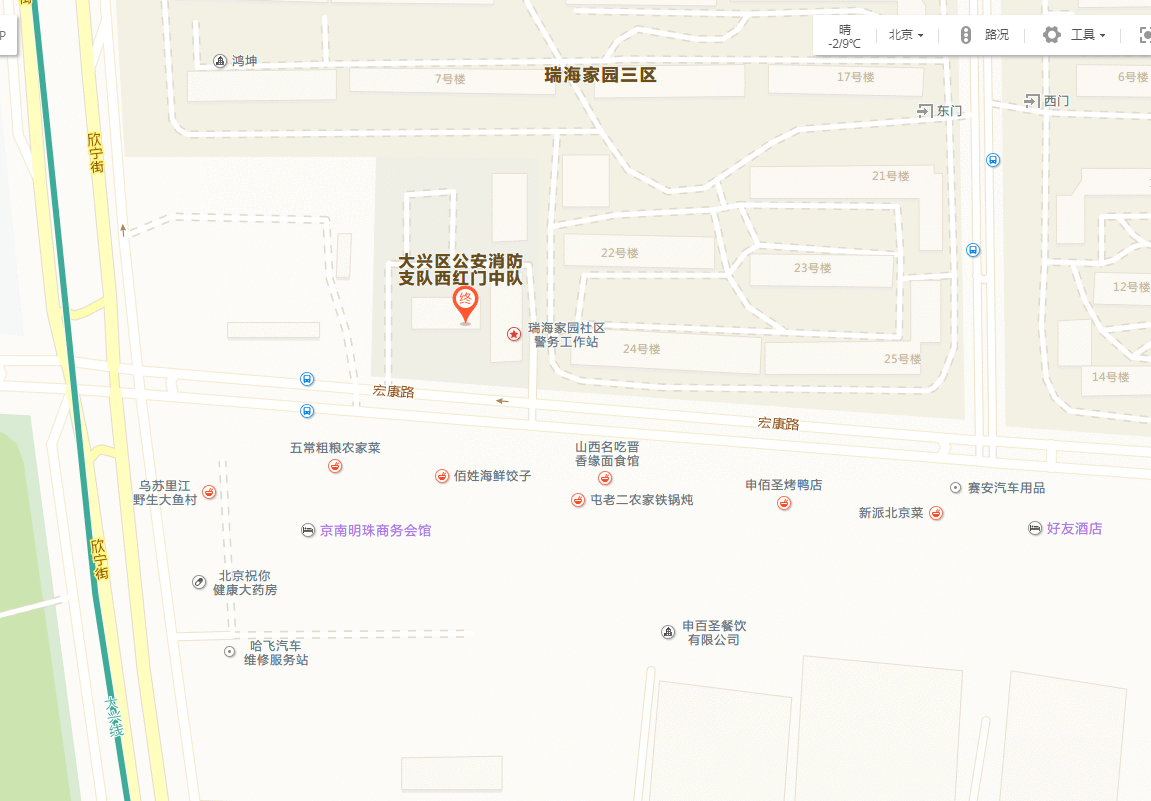 街
P
晴
-2/9℃
北京
路况
工具
鸿坤
7号楼
瑞海家园三区
17号楼
6号楼
东门
西门
欣宁街
21号楼
22号楼
23号楼
大兴区公安消防
支队西红门中队
终
12号楼
瑞海家园社区
警务工作站
24号楼
25号楼
14号楼
宏康路
宏康路
五常粗粮农家菜
山西名吃晋
香缘面食馆
佰姓海鲜饺子
乌苏里江
野生大鱼村
屯老二农家铁锅炖
申佰圣烤鸭店
赛安汽车用品
新派北京菜
京南明珠商务会馆
好友酒店
欣宁街
北京祝你
健康大药房
申百圣餐饮
有限公司
哈飞汽车
维修服务站
大兴线